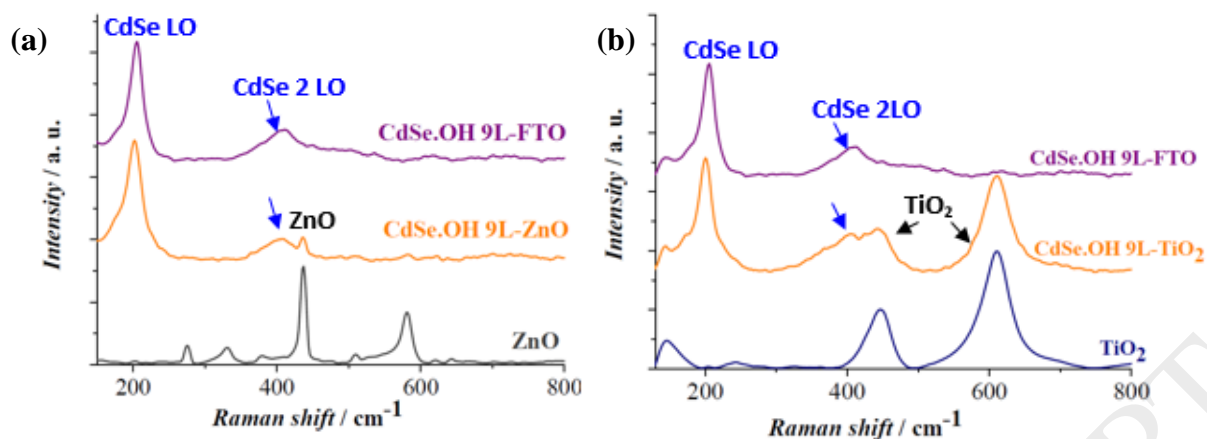 (a)
CdSe LO
CdSe 2 LO
CdSe.OH 9L-FTO
ZnO
CdSe.OH 9L-ZnO
ZnO
Intensity / a. u.
200
400
600
800
Raman shift / cm⁻¹
(b)
CdSe LO
CdSe 2LO
CdSe.OH 9L-FTO
TiO₂
CdSe.OH 9L-TiO₂
TiO₂
Intensity / a. u.
200
400
600
800
Raman shift / cm⁻¹